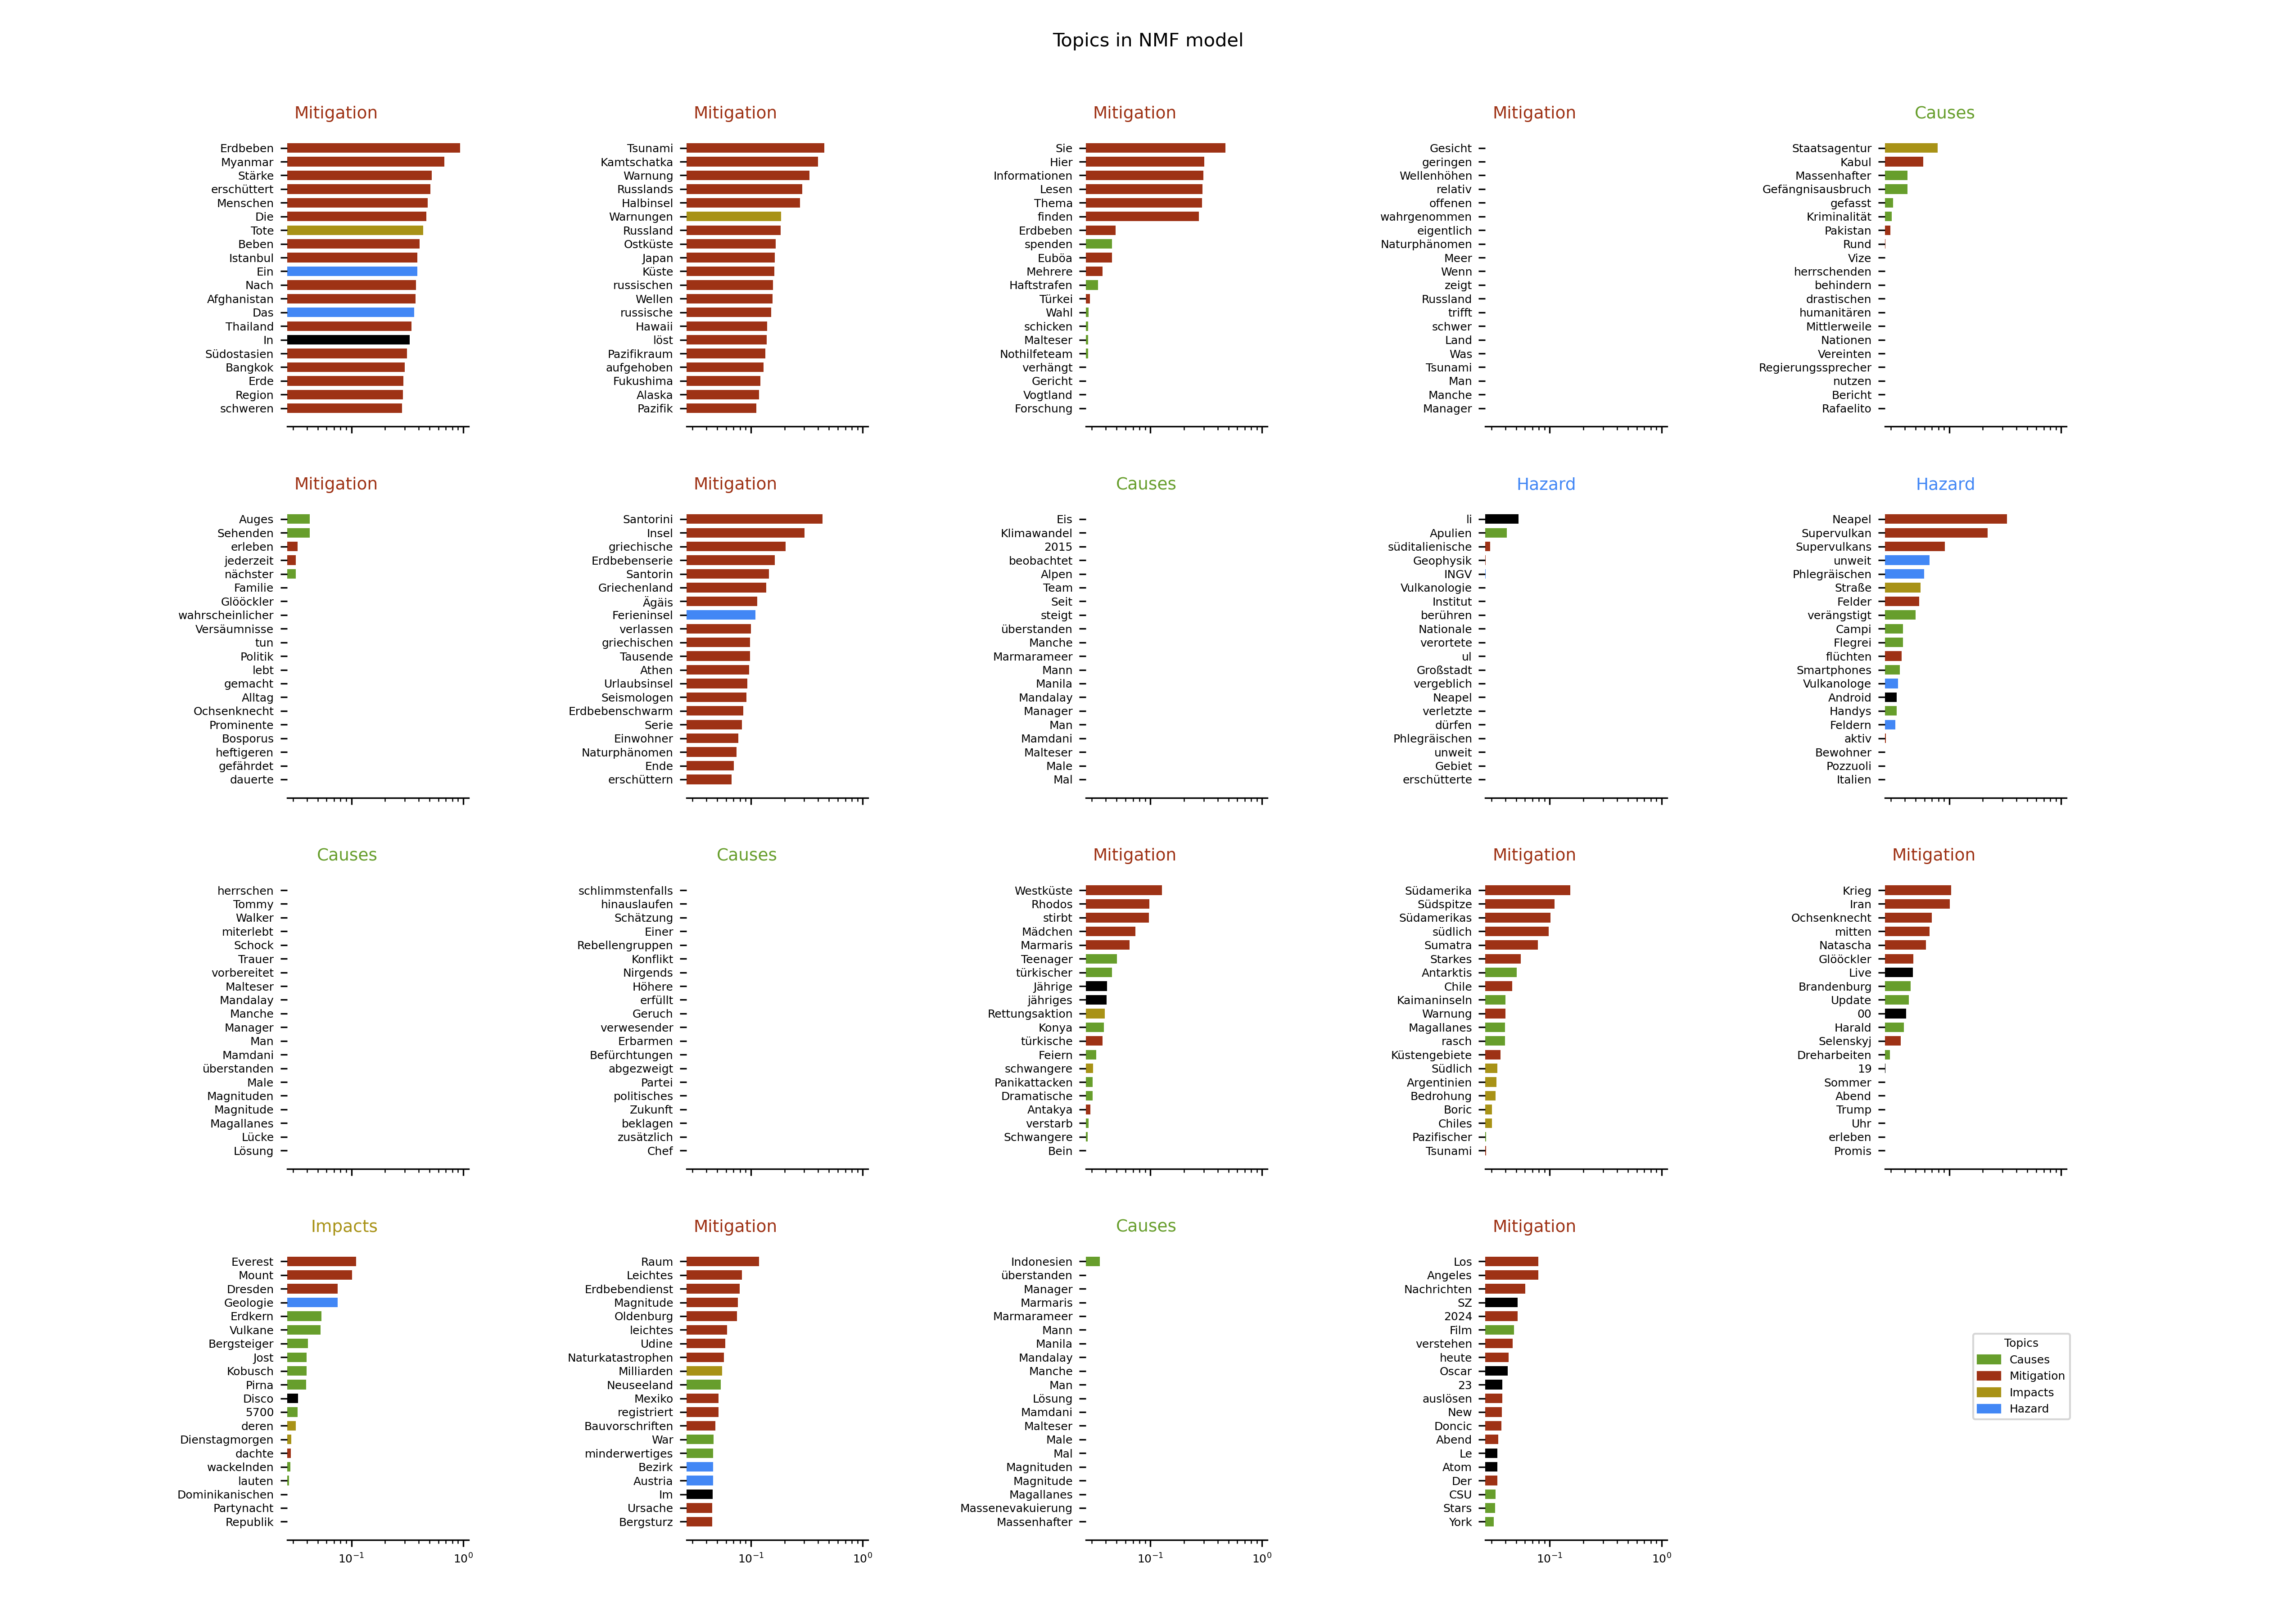 Topics in NMF model
Mitigation
Erdbeben
Myanmar
Stärke
erschüttert
Menschen
Die
Tote
Beben
Istanbul
Ein
Nach
Afghanistan
Das
Thailand
In
Südostasien
Bangkok
Erde
Region
schweren
Mitigation
Tsunami
Kamtschatka
Warnung
Russlands
Halbinsel
Warnungen
Russland
Ostküste
Japan
Küste
russischen
Wellen
russische
Hawaii
löst
Pazifikraum
aufgehoben
Fukushima
Alaska
Pazifik
Mitigation
Sie
Hier
Informationen
Lesen
Thema
finden
Erdbeben
spenden
Euböa
Mehrere
Haftstrafen
Türkei
Wahl
schicken
Malteser
Nothilfeteam
verhängt
Gericht
Vogtland
Forschung
Mitigation
Gesicht
geringen
Wellenhöhen
relativ
offenen
wahrgenommen
eigentlich
Naturphänomen
Meer
Wenn
zeigt
Russland
trifft
schwer
Land
Was
Tsunami
Man
Manche
Manager
Causes
Staatsagentur
Kabul
Massenhafter
Gefängnisausbruch
gefasst
Kriminalität
Pakistan
Rund
Vize
herrschenden
behindern
drastischen
humanitären
Mittlerweile
Nationen
Vereinten
Regierungssprecher
nutzen
Bericht
Rafaelito
Mitigation
Auges
Sehenden
erleben
jederzeit
nächster
Familie
Glööckler
wahrscheinlicher
Versäumnisse
tun
Politik
lebt
gemacht
Alltag
Ochsenknecht
Prominente
Bosporus
heftigeren
gefährdet
dauerte
Mitigation
Santorini
Insel
griechische
Erdbebenserie
Santorin
Griechenland
Ägäis
Ferieninsel
verlassen
griechischen
Tausende
Athen
Urlaubsinsel
Seismologen
Erdbebenschwarm
Serie
Einwohner
Naturphänomen
Ende
erschüttern
Causes
Eis
Klimawandel
2015
beobachtet
Alpen
Team
Seit
steigt
überstanden
Manche
Marmarameer
Mann
Manila
Mandalay
Manager
Man
Mamdani
Malteser
Male
Mal
Hazard
li
Apulien
süditalienische
Geophysik
INGV
Vulkanologie
Institut
berühren
Nationale
verortete
ul
Großstadt
vergeblich
Neapel
verletzte
dürfen
Phlegräischen
unweit
Gebiet
erschütterte
Hazard
Neapel
Supervulkan
Supervulkans
unweit
Phlegräischen
Straße
Felder
verängstigt
Campi
Flegrei
flüchten
Smartphones
Vulkanologe
Android
Handys
Feldern
aktiv
Bewohner
Pozzuoli
Italien
Causes
herrschen
Tommy
Walker
miterlebt
Schock
Trauer
vorbereitet
Malteser
Mandalay
Manche
Manager
Man
Mamdani
überstanden
Male
Magnituden
Magnitude
Magallanes
Lücke
Lösung
Causes
schlimmstenfalls
hinauslaufen
Schätzung
Einer
Rebellengruppen
Konflikt
Nirgends
Höhere
erfüllt
Geruch
verwesender
Erbarmen
Befürchtungen
abgezweigt
Partei
politisches
Zukunft
beklagen
zusätzlich
Chef
Mitigation
Westküste
Rhodos
stirbt
Mädchen
Marmaris
Teenager
türkischer
Jährige
jähriges
Rettungsaktion
Konya
türkische
Feiern
schwangere
Panikattacken
Dramatische
Antakya
verstarb
Schwangere
Bein
Mitigation
Südamerika
Südspitze
Südamerikas
südlich
Sumatra
Starkes
Antarktis
Chile
Kaimaninseln
Warnung
Magallanes
rasch
Küstengebiete
Südlich
Argentinien
Bedrohung
Boric
Chiles
Pazifischer
Tsunami
Mitigation
Krieg
Iran
Ochsenknecht
mitten
Natascha
Glööckler
Live
Brandenburg
Update
00
Harald
Selenskyj
Dreharbeiten
19
Sommer
Abend
Trump
Uhr
erleben
Promis
Impacts
Everest
Mount
Dresden
Geologie
Erdkern
Vulkane
Bergsteiger
Jost
Kobusch
Pirna
Disco
5700
deren
Dienstagmorgen
dachte
wackelnden
lauten
Dominikanischen
Partynacht
Republik
10⁻¹ 10⁰
Mitigation
Raum
Leichtes
Erdbebendienst
Magnitude
Oldenburg
leichtes
Udine
Naturkatastrophen
Milliarden
Neuseeland
Mexiko
registriert
Bauvorschriften
War
minderwertiges
Bezirk
Austria
Im
Ursache
Bergsturz
10⁻¹ 10⁰
Causes
Indonesien
überstanden
Manager
Marmaris
Marmarameer
Mann
Manila
Mandalay
Manche
Man
Lösung
Mamdani
Malteser
Male
Mal
Magnituden
Magnitude
Magallanes
Massenevakuierung
Massenhafter
10⁻¹ 10⁰
Mitigation
Los
Angeles
Nachrichten
SZ
2024
Film
verstehen
heute
Oscar
23
auslösen
New
Doncic
Abend
Le
Atom
Der
CSU
Stars
York
10⁻¹ 10⁰
Topics
Causes
Mitigation
Impacts
Hazard